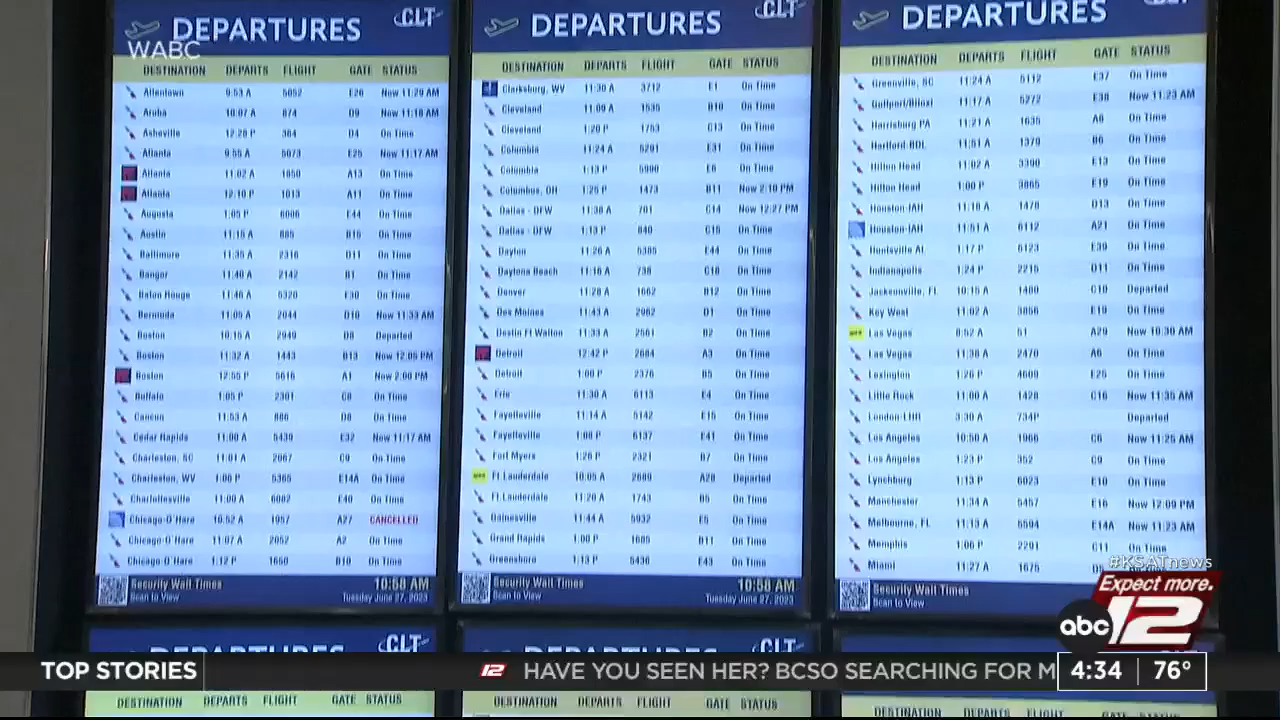 WABC
DEPARTURES CLT
DESTINATION DEPARTS FLIGHT GATE STATUS
Allentown 9:53 A 5052 E26 Now 11:29 AM
Aruba 10:07 A 874 D9 Now 11:18 AM
Asheville 12:28 P 384 D4 On Time
Atlanta 9:55 A 5073 E25 Now 11:17 AM
Atlanta 11:02 A 1850 A13 On Time
Atlanta 12:10 P 1013 A11 On Time
Augusta 1:05 P 6006 E44 On Time
Austin 11:15 A 885 B15 On Time
Baltimore 11:35 A 2316 D11 On Time
Bangor 11:40 A 2142 B1 On Time
Baton Rouge 11:46 A 5320 E30 On Time
Bermuda 11:05 A 2044 D10 Now 11:33 AM
Boston 10:15 A 2949 D8 Departed
Boston 11:32 A 1443 B13 Now 12:05 PM
Boston 12:55 P 5616 A1 Now 2:00 PM
Buffalo 1:05 P 2301 C8 On Time
Cancun 11:53 A 886 D8 On Time
Cedar Rapids 11:00 A 5439 E32 Now 11:17 AM
Charleston, SC 11:01 A 2067 C9 On Time
Charleston, WV 1:06 P 5365 E14A On Time
Charlottesville 11:00 A 6082 E40 On Time
Chicago-O'Hare 10:52 A 1957 A27 CANCELLED
Chicago-O'Hare 11:07 A 2052 A2 On Time
Chicago-O'Hare 1:12 P 1650 B10 On Time
Security Wait Times 10:58 AM
Scan to View Tuesday June 27, 2023
DEPARTURES CLT
DESTINATION DEPARTS FLIGHT GATE STATUS
Clarksburg, WV 11:30 A 3712 E1 On Time
Cleveland 11:09 A 1535 B10 On Time
Cleveland 1:20 P 1753 C13 On Time
Columbia 11:24 A 5291 E31 On Time
Columbia 1:13 P 5990 E8 On Time
Columbus, OH 1:25 P 1473 B11 Now 2:10 PM
Dallas - DFW 11:38 A 701 C14 Now 12:27 PM
Dallas - DFW 1:13 P 840 C15 On Time
Dayton 11:26 A 5385 E44 On Time
Daytona Beach 11:16 A 738 C18 On Time
Denver 11:28 A 1662 B12 On Time
Des Moines 11:43 A 2982 D1 On Time
Destin Ft Walton 11:33 A 2561 B2 On Time
Detroit 12:42 P 2684 A3 On Time
Detroit 1:08 P 2376 B5 On Time
Erie 11:30 A 6113 E4 On Time
Fayetteville 11:14 A 5142 E15 On Time
Fayetteville 1:08 P 6137 E41 On Time
Fort Myers 1:26 P 2321 B7 On Time
Ft Lauderdale 10:05 A 2689 A28 Departed
Ft Lauderdale 11:20 A 1743 B5 On Time
Gainesville 11:44 A 5932 E5 On Time
Grand Rapids 1:00 P 1685 B11 On Time
Greensboro 1:13 P 5436 E43 On Time
Security Wait Times 10:58 AM
Scan to View Tuesday June 27, 2023
DEPARTURES
DESTINATION DEPARTS FLIGHT GATE STATUS
Greenville, SC 11:24 A 5112 E37 On Time
Gulfport/Biloxi 11:17 A 5272 E38 Now 11:23 AM
Harrisburg PA 11:21 A 1635 A8 On Time
Hartford-BDL 11:51 A 1379 B6 On Time
Hilton Head 11:02 A 3390 E13 On Time
Hilton Head 1:00 P 3865 E19 On Time
Houston-IAH 11:18 A 1478 D13 On Time
Houston-IAH 11:51 A 6112 A21 On Time
Huntsville Al 1:17 P 6123 E39 On Time
Indianapolis 1:24 P 2215 D11 On Time
Jacksonville, FL 10:15 A 1480 C10 Departed
Key West 11:02 A 3856 E19 On Time
Las Vegas 8:52 A 51 A29 Now 10:30 AM
Las Vegas 11:38 A 2470 A6 On Time
Lexington 1:26 P 4609 E25 On Time
Little Rock 11:00 A 1428 C16 Now 11:35 AM
London-LHR 3:30 A 734P Departed
Los Angeles 10:50 A 1966 C6 Now 11:25 AM
Los Angeles 1:23 P 352 C9 On Time
Lynchburg 1:13 P 6023 E10 On Time
Manchester 11:34 A 5457 E16 Now 12:09 PM
Melbourne, FL 11:13 A 5594 E14A Now 11:23 AM
Memphis 1:06 P 2291 C11 On Time
Miami 11:27 A 1675 On Time
Security Wait Times
Scan to View
#KSATnews
Expect more.
abc 12
DEPARTURES CLT
DEPARTURES CLT
TOP STORIES 12 HAVE YOU SEEN HER? BCSO SEARCHING FOR M 4:34 76°
DESTINATION DEPARTS FLIGHT GATE STATUS
DESTINATION DEPARTS FLIGHT GATE STATUS
DESTINATION DEPARTS FLIGHT GATE STATUS